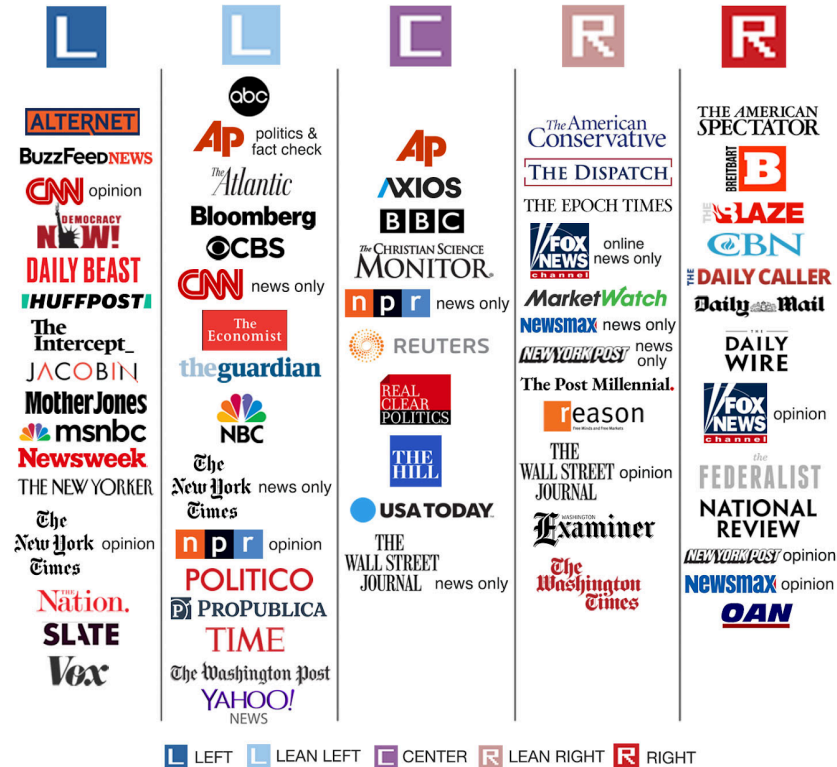 L
L
C
R
R
ALTERNET
BuzzFeed NEWS
CNN opinion
DEMOCRACY
NOW!
DAILY BEAST
HUFFPOST
The
Intercept_
JACOBIN
Mother Jones
msnbc
Newsweek
THE NEW YORKER
The
New York opinion
Times
THE
Nation.
SLATE
Vox
abc
AP politics &
fact check
The
Atlantic
Bloomberg
CBS
CNN news only
The
Economist
theguardian
NBC
The
New York news only
Times
npr opinion
POLITICO
PROPUBLICA
TIME
The Washington Post
YAHOO!
NEWS
AP
AXIOS
BBC
The CHRISTIAN SCIENCE
MONITOR®
npr news only
REUTERS
REAL
CLEAR
POLITICS
THE
HILL
USA TODAY
THE
WALL STREET
JOURNAL news only
The American
Conservative
THE DISPATCH
THE EPOCH TIMES
FOX
NEWS
channel
online
news only
MarketWatch
Newsmax news only
NEW YORK POST news
only
The Post Millennial.
reason
Free Minds and Free Markets
THE
WALL STREET opinion
JOURNAL
WASHINGTON
Examiner
The
Washington
Times
THE AMERICAN
SPECTATOR
BREITBART
B
THE
BLAZE
CBN
THE DAILY CALLER
Daily Mail
THE
DAILY
WIRE
FOX
NEWS
channel
opinion
the
FEDERALIST
NATIONAL
REVIEW
NEW YORK POST opinion
Newsmax opinion
OAN
L LEFT L LEAN LEFT C CENTER R LEAN RIGHT R RIGHT